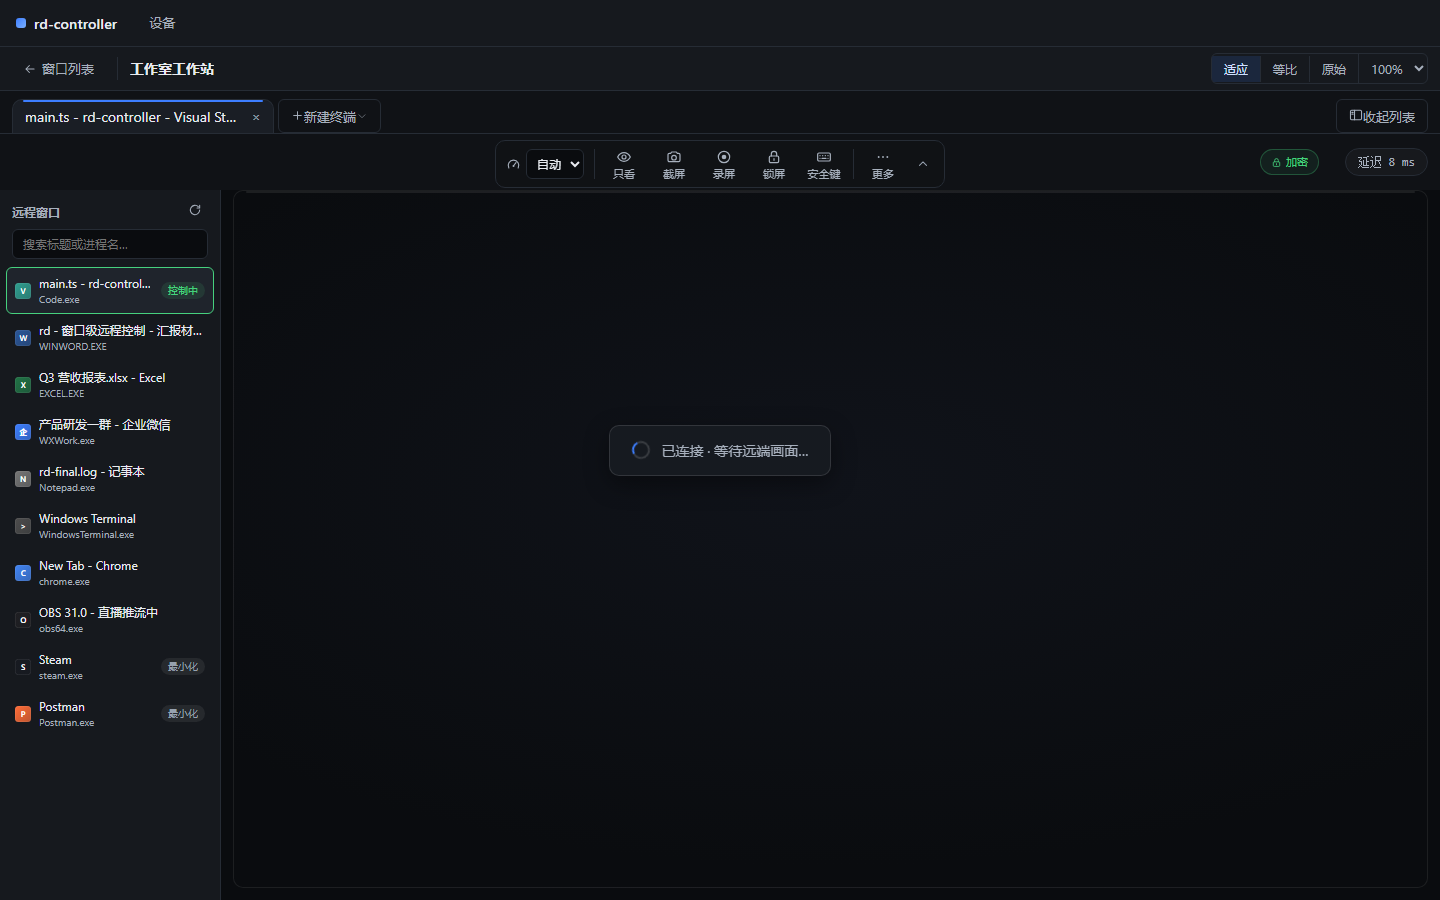 rd-controller
设备
窗口列表
工作室工作站
适应
等比
原始
100%
main.ts - rd-controller - Visual St...
新建终端
收起列表
自动
只看
截屏
录屏
锁屏
安全键
更多
加密
延迟 8 ms
远程窗口
搜索标题或进程名...
V
main.ts - rd-control...
Code.exe
控制中
W
rd - 窗口级远程控制 - 汇报材...
WINWORD.EXE
X
Q3 营收报表.xlsx - Excel
EXCEL.EXE
企
产品研发一群 - 企业微信
WXWork.exe
N
rd-final.log - 记事本
Notepad.exe
>
Windows Terminal
WindowsTerminal.exe
C
New Tab - Chrome
chrome.exe
O
OBS 31.0 - 直播推流中
obs64.exe
S
Steam
steam.exe
最小化
P
Postman
Postman.exe
最小化
已连接 · 等待远端画面...